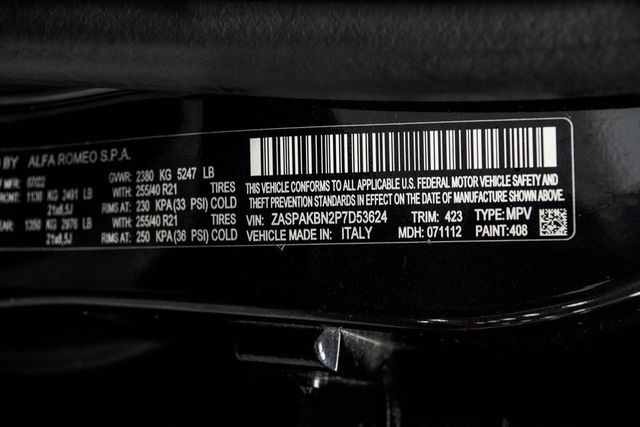 BY ALFA ROMEO S.P.A.
MFR 07/22 GVWR: 2380 KG 5247 LB
FRONT: 1130 KG 2491 LB WITH 255/40 R21 TIRES
21x8,5J RIMS AT: 230 KPA(33 PSI) COLD
REAR: 1350 KG 2976 LB WITH 255/40 R21 TIRES
21x8,5J RIMS AT: 250 KPA(36 PSI) COLD
THIS VEHICLE CONFORMS TO ALL APPLICABLE U.S. FEDERAL MOTOR VEHICLE SAFETY AND
THEFT PREVENTION STANDARDS IN EFFECT ON THE DATE OF MANUFACTURE SHOWN ABOVE.
VIN: ZASPAKBN2P7D53624 TRIM: 423 TYPE: MPV
VEHICLE MADE IN: ITALY MDH: 071112 PAINT: 408